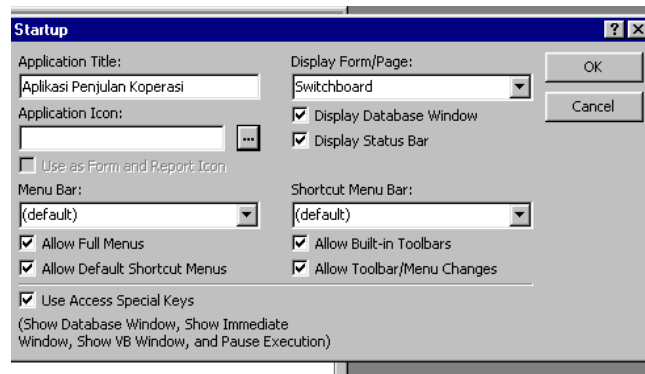 Startup
Application Title:
Aplikasi Penjulan Koperasi
Application Icon:
...
Use as Form and Report Icon
Menu Bar:
(default)
Allow Full Menus
Allow Default Shortcut Menus
Display Form/Page:
Switchboard
Display Database Window
Display Status Bar
Shortcut Menu Bar:
(default)
Allow Built-in Toolbars
Allow Toolbar/Menu Changes
Use Access Special Keys
(Show Database Window, Show Immediate
Window, Show VB Window, and Pause Execution)
OK
Cancel